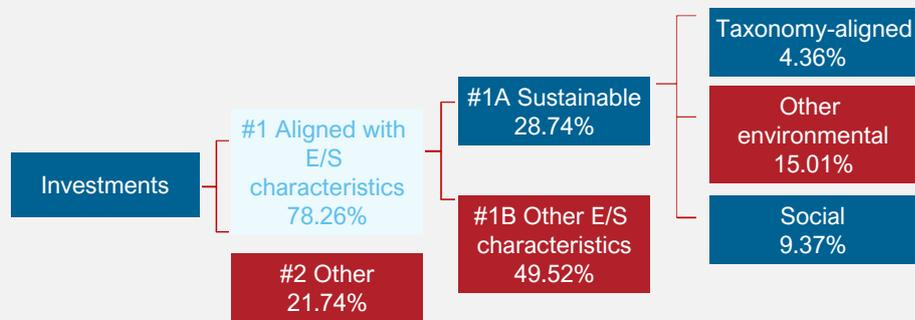 Investments
#1 Aligned with
E/S
characteristics
78.26%
#2 Other
21.74%
#1A Sustainable
28.74%
#1B Other E/S
characteristics
49.52%
Taxonomy-aligned
4.36%
Other
environmental
15.01%
Social
9.37%